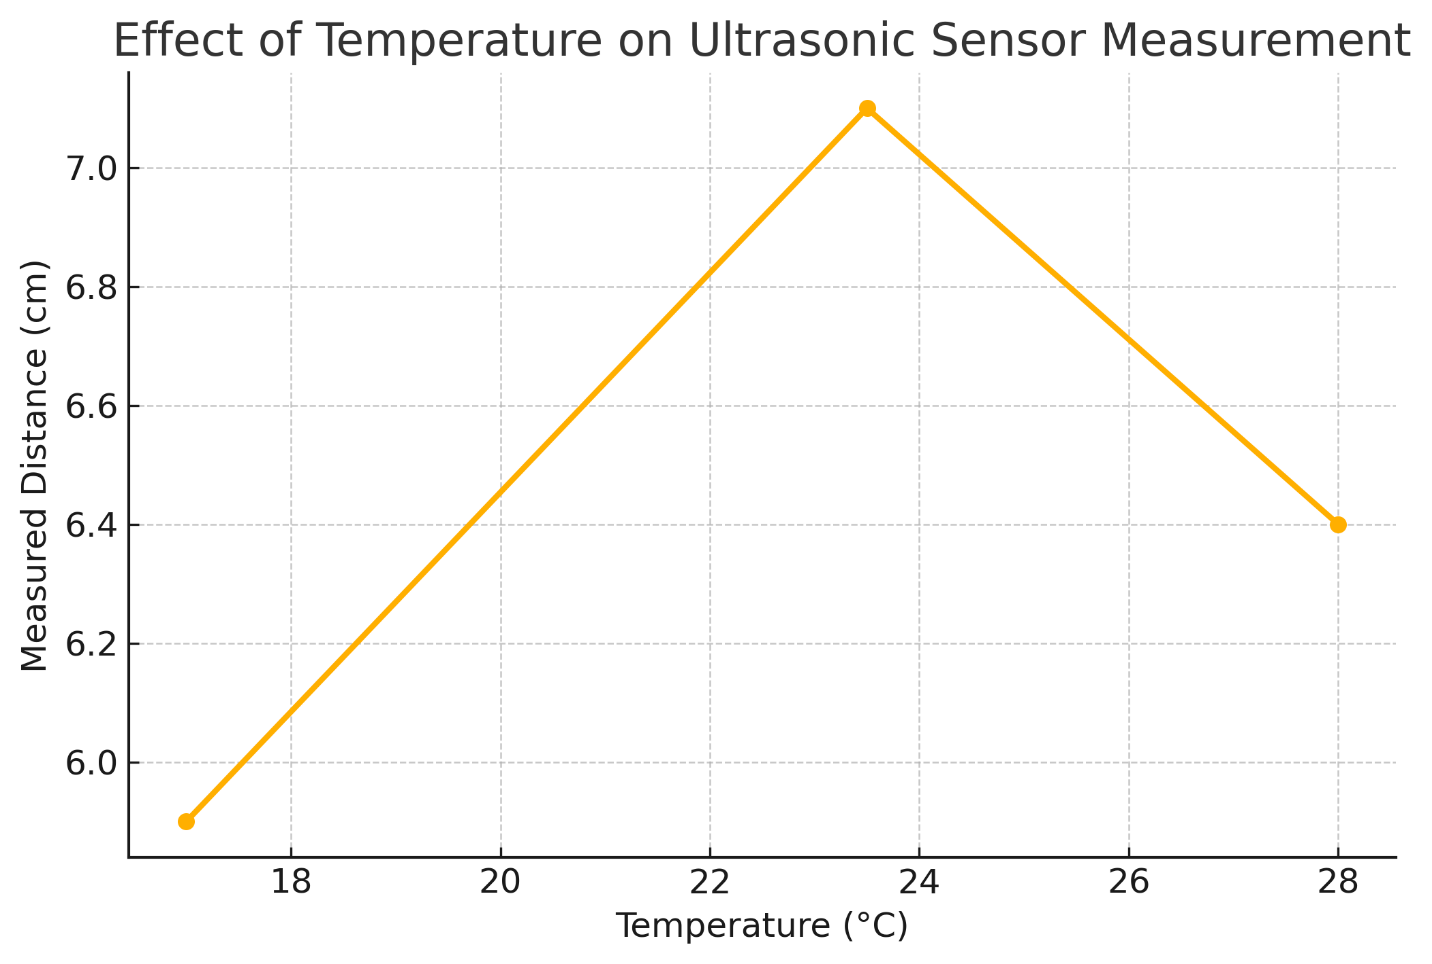 Effect of Temperature on Ultrasonic Sensor Measurement
Measured Distance (cm)
7.0
6.8
6.6
6.4
6.2
6.0
18 20 22 24 26 28
Temperature (°C)